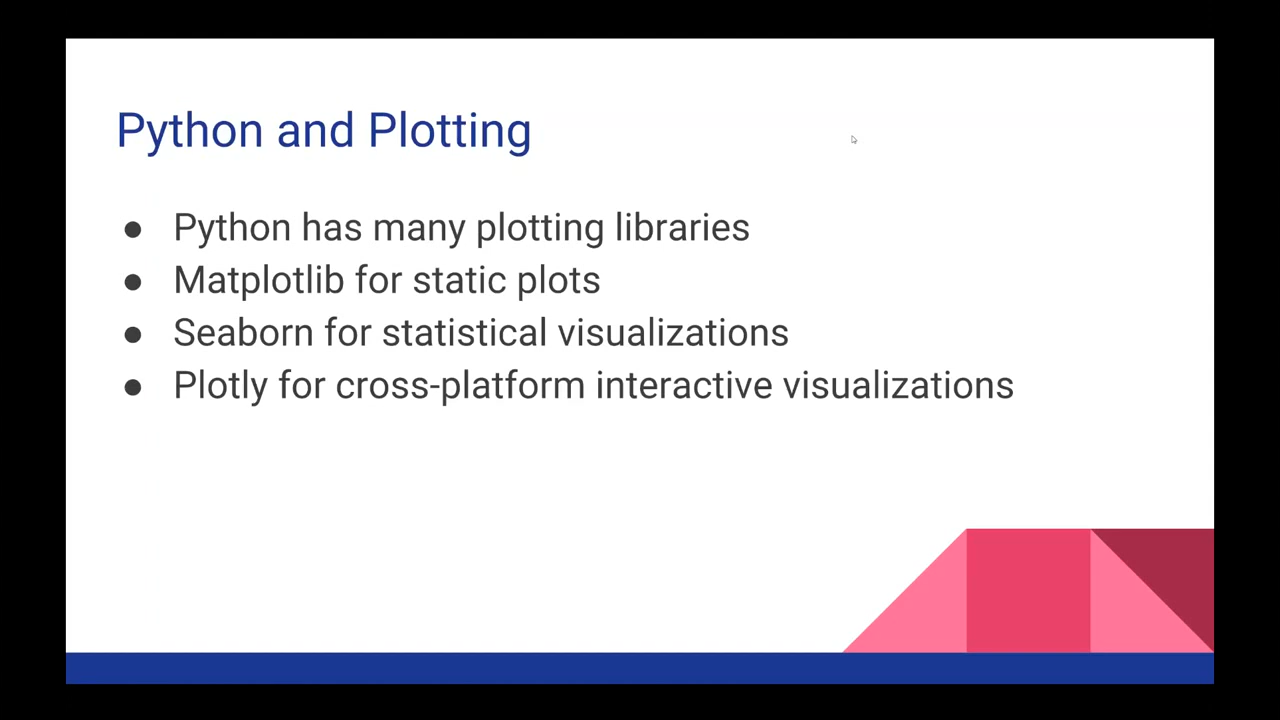 Python and Plotting
● Python has many plotting libraries
● Matplotlib for static plots
● Seaborn for statistical visualizations
● Plotly for cross-platform interactive visualizations